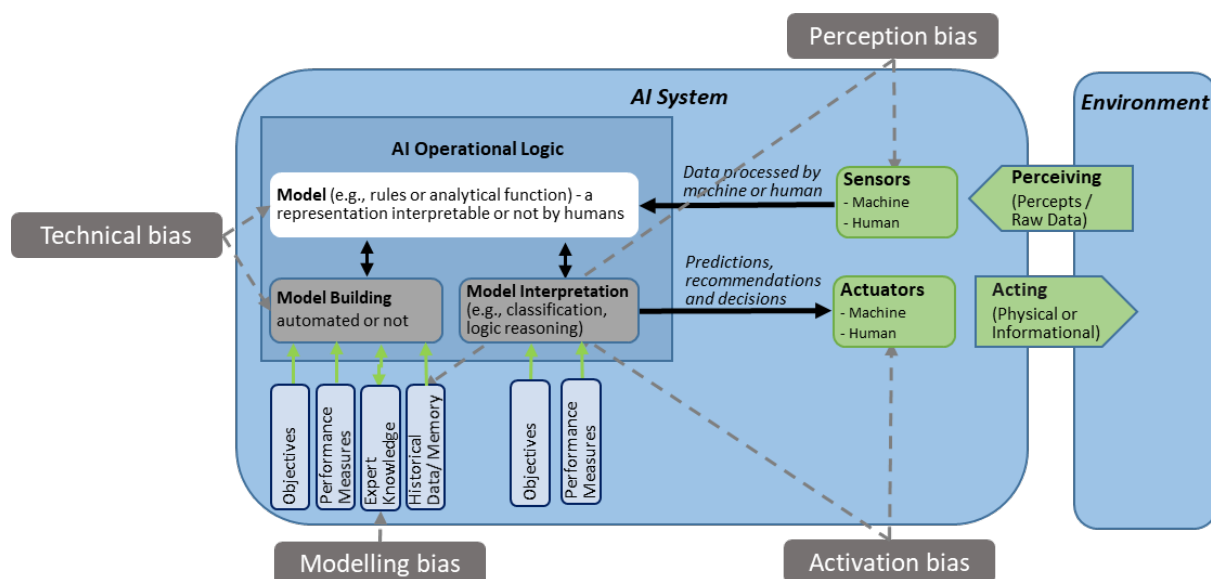 Perception bias
AI System
Environment
AI Operational Logic
Model (e.g., rules or analytical function) - a
representation interpretable or not by humans
Data processed by
machine or human
Sensors
- Machine
- Human
Perceiving
(Percepts /
Raw Data)
Technical bias
Model Building
automated or not
Model Interpretation
(e.g., classification,
logic reasoning)
Predictions,
recommendations
and decisions
Actuators
- Machine
- Human
Acting
(Physical or
Informational)
Objectives
Performance
Measures
Expert
Knowledge
Historical
Data/ Memory
Objectives
Performance
Measures
Modelling bias
Activation bias